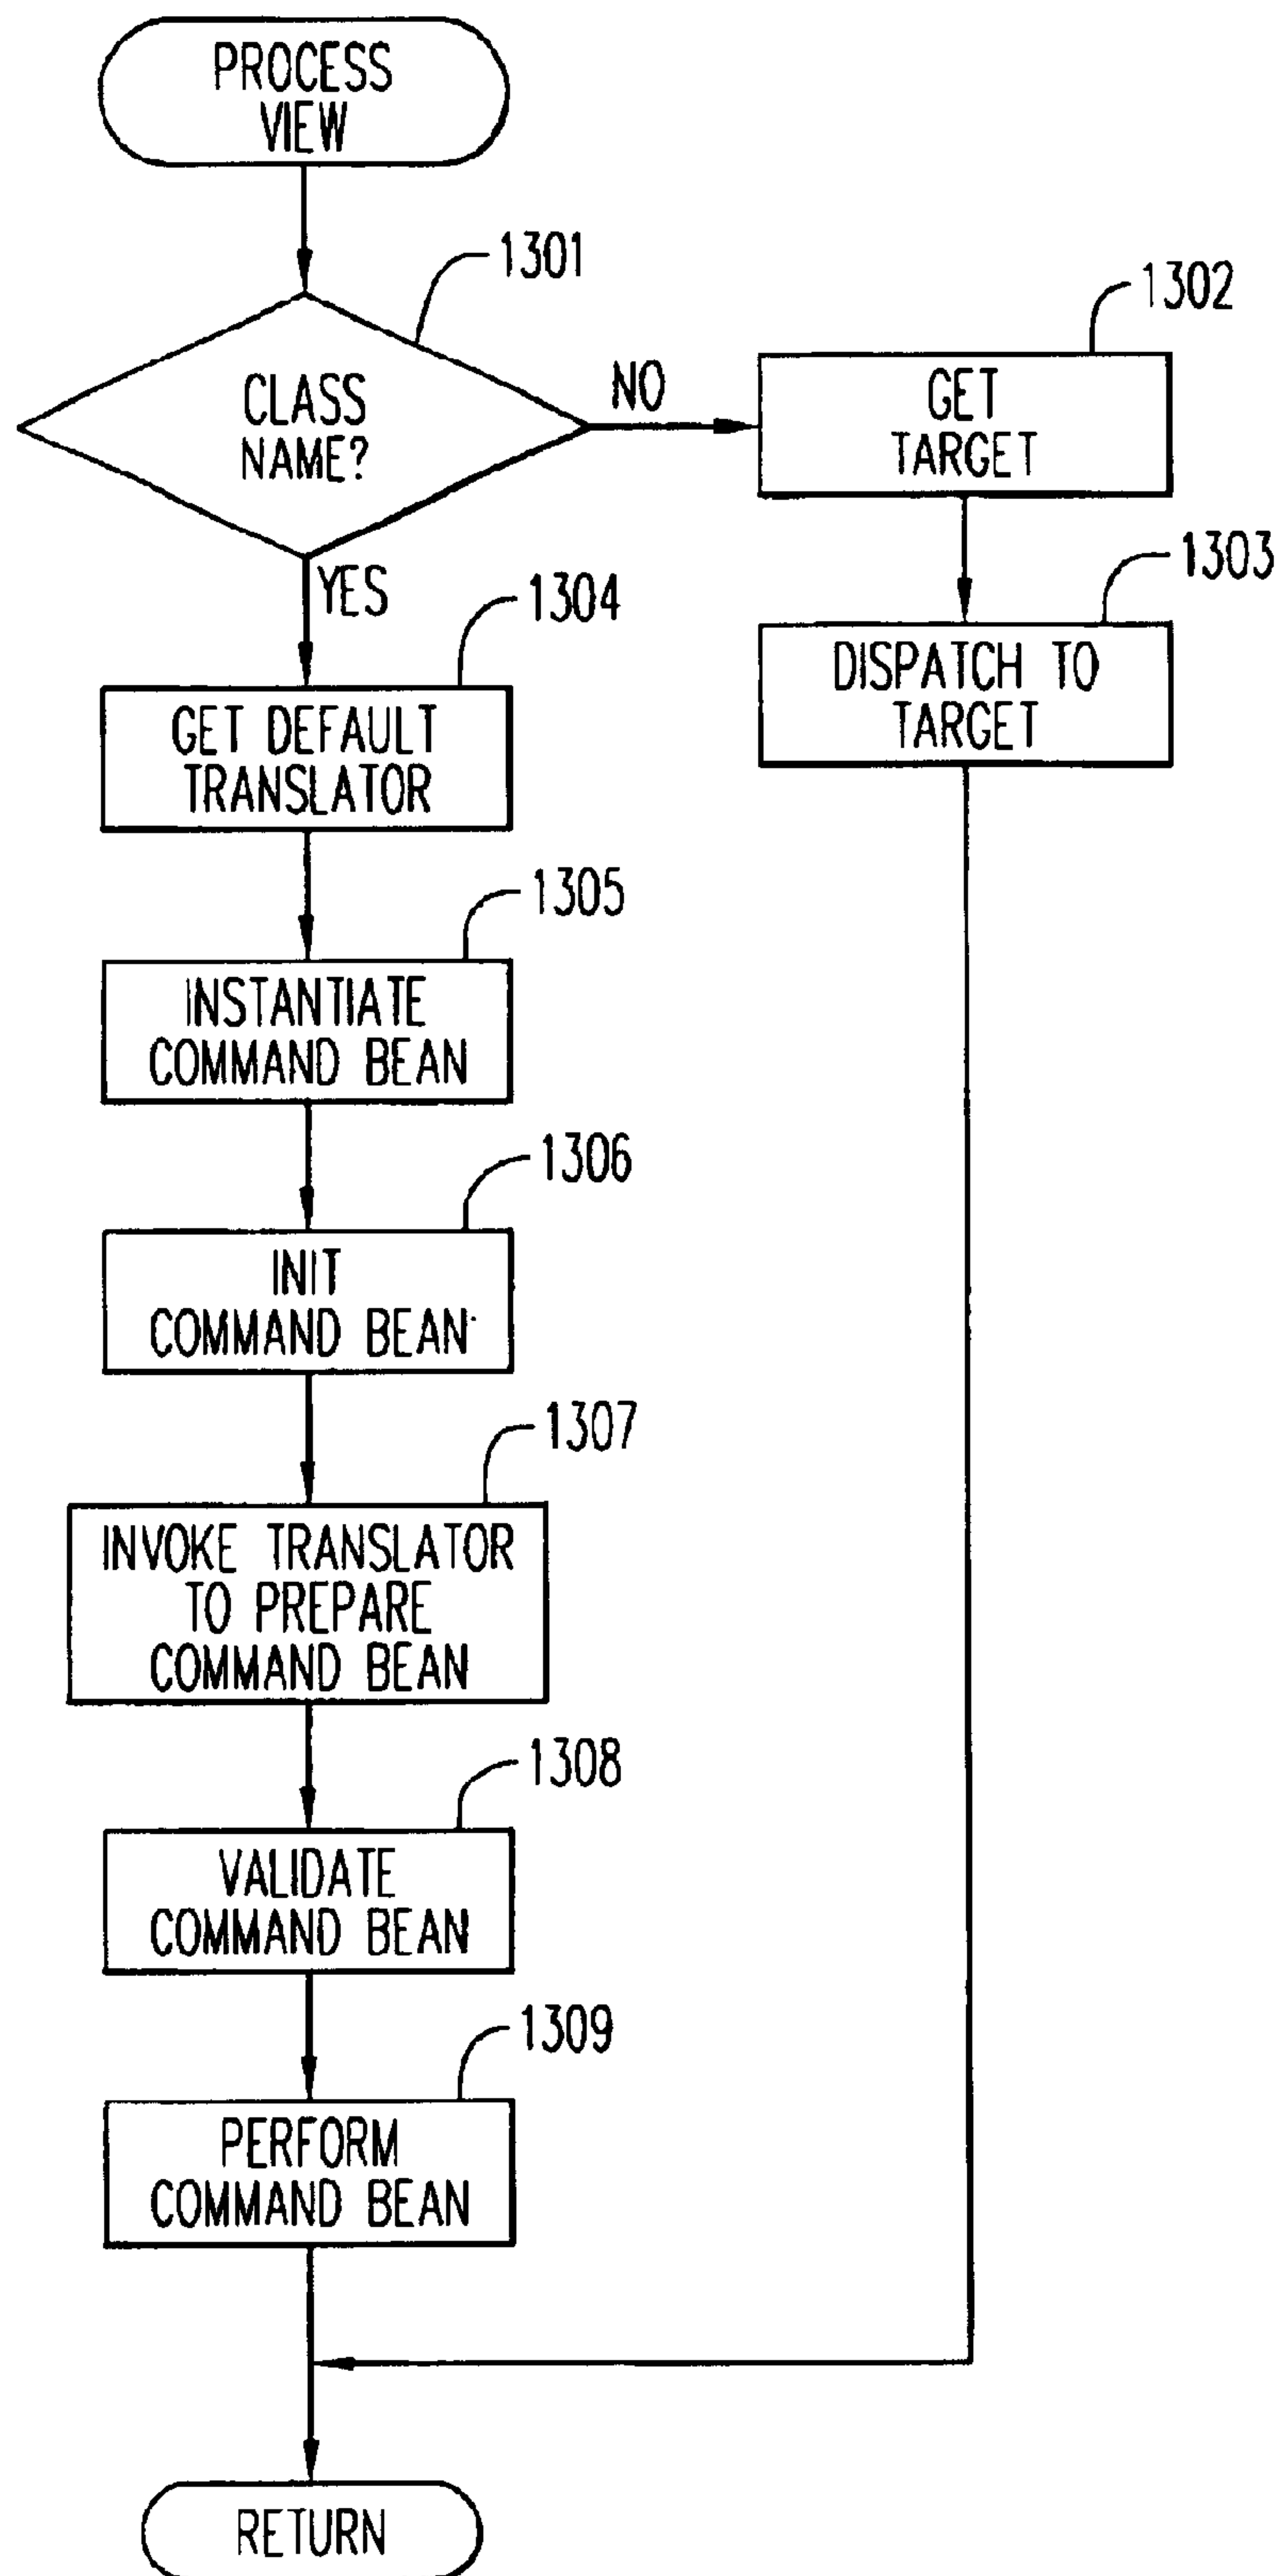 PROCESS
VIEW
1301
CLASS
NAME?
NO
1302
GET
TARGET
YES
1303
DISPATCH TO
TARGET
1304
GET DEFAULT
TRANSLATOR
1305
INSTANTIATE
COMMAND BEAN
1306
INIT
COMMAND BEAN
1307
INVOKE TRANSLATOR
TO PREPARE
COMMAND BEAN
1308
VALIDATE
COMMAND BEAN
1309
PERFORM
COMMAND BEAN
RETURN